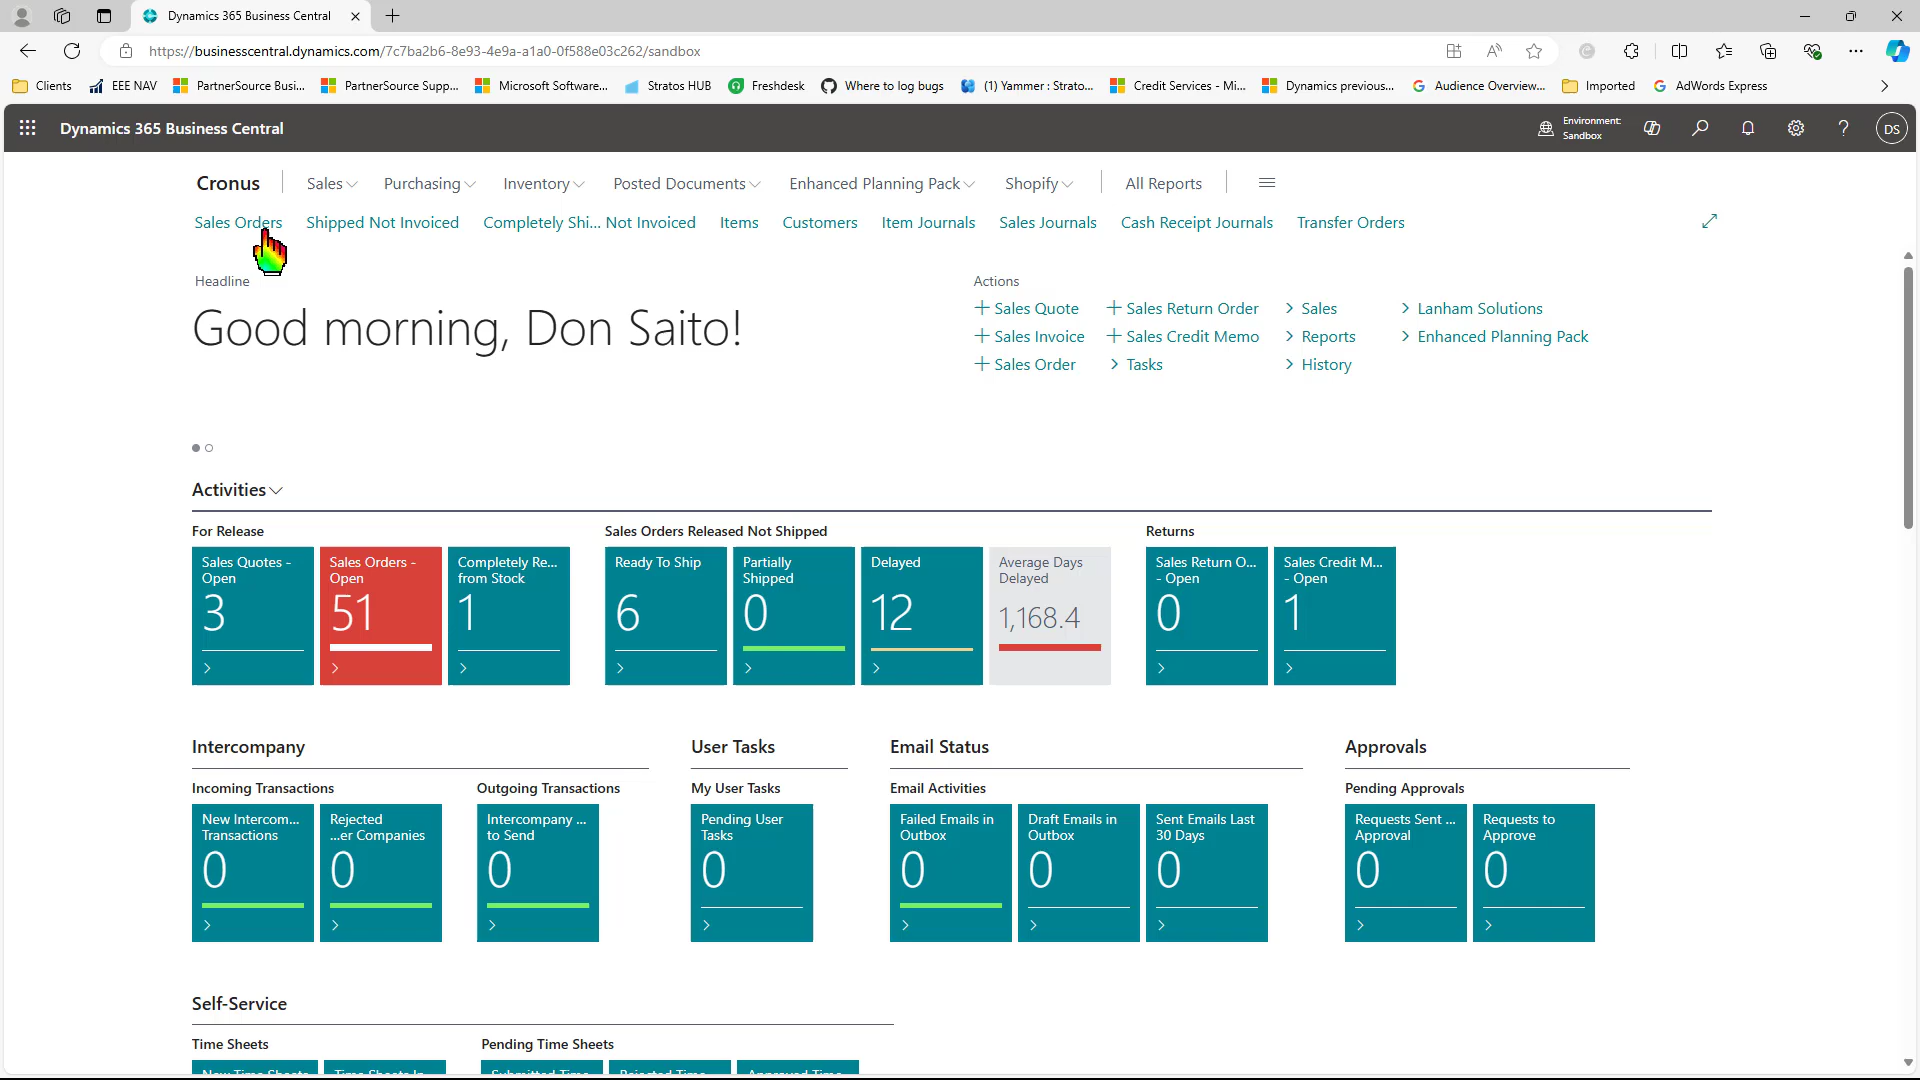 Dynamics 365 Business Central
https://businesscentral.dynamics.com/7c7ba2b6-8e93-4e9a-a1a0-0f588e03c262/sandbox
Clients EEE NAV PartnerSource Busi... PartnerSource Supp... Microsoft Software... Stratos HUB Freshdesk Where to log bugs (1) Yammer : Strato... Credit Services - Mi... Dynamics previous... Audience Overview... Imported AdWords Express
Dynamics 365 Business Central Environment: Sandbox DS
Cronus Sales Purchasing Inventory Posted Documents Enhanced Planning Pack Shopify All Reports
Sales Orders Shipped Not Invoiced Completely Shi... Not Invoiced Items Customers Item Journals Sales Journals Cash Receipt Journals Transfer Orders
Headline
Good morning, Don Saito!
Actions
+ Sales Quote + Sales Return Order > Sales > Lanham Solutions
+ Sales Invoice + Sales Credit Memo > Reports > Enhanced Planning Pack
+ Sales Order > Tasks > History
Activities
For Release Sales Orders Released Not Shipped Returns
Sales Quotes - Open
3
Sales Orders - Open
51
Completely Re... from Stock
1
Ready To Ship
6
Partially Shipped
0
Delayed
12
Average Days Delayed
1,168.4
Sales Return O... - Open
0
Sales Credit M... - Open
1
Intercompany User Tasks Email Status Approvals
Incoming Transactions Outgoing Transactions My User Tasks Email Activities Pending Approvals
New Intercom... Transactions
0
Rejected ...er Companies
0
Intercompany ... to Send
0
Pending User Tasks
0
Failed Emails in Outbox
0
Draft Emails in Outbox
0
Sent Emails Last 30 Days
0
Requests Sent ... Approval
0
Requests to Approve
0
Self-Service
Time Sheets Pending Time Sheets